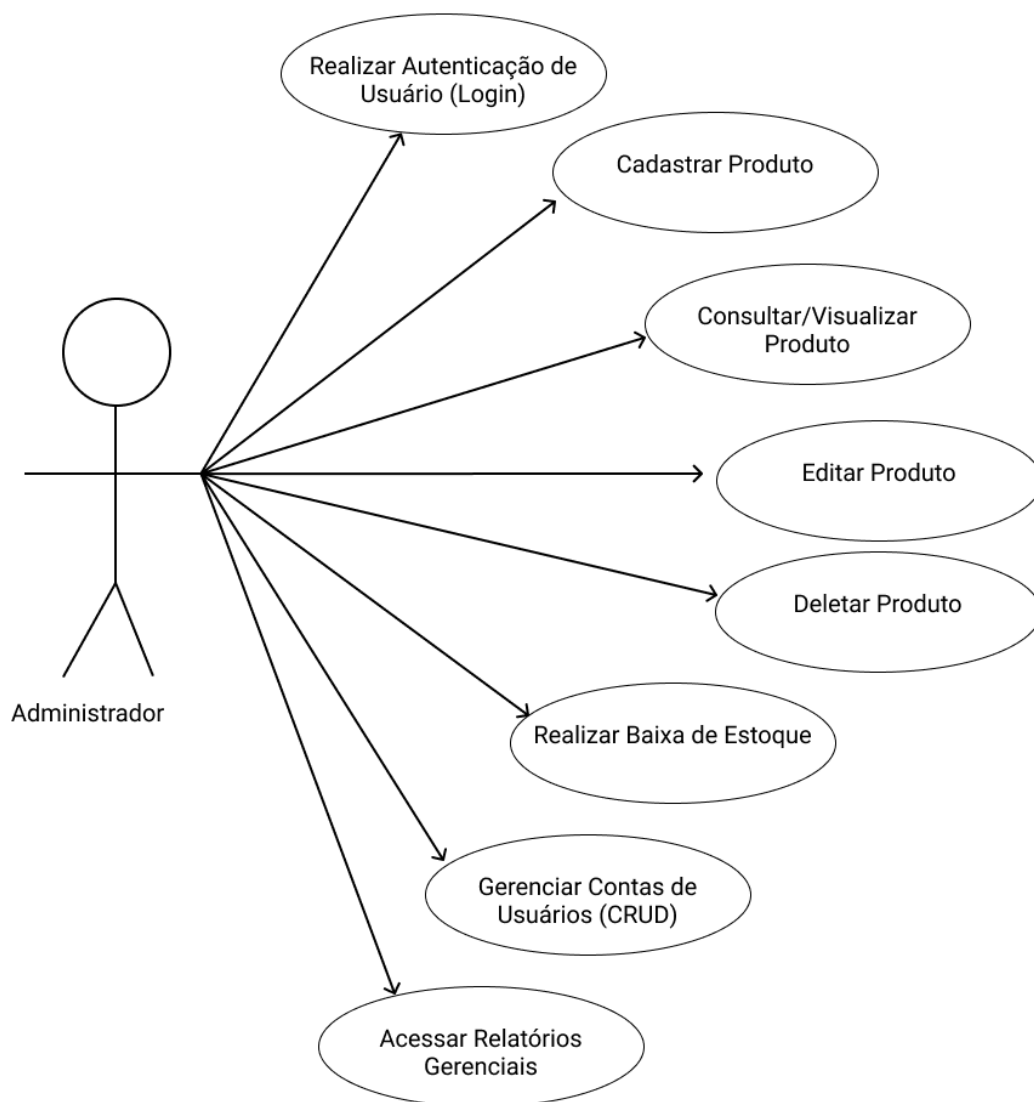 Realizar Autenticação de
Usuário (Login)
Cadastrar Produto
Consultar/Visualizar
Produto
Editar Produto
Deletar Produto
Administrador
Realizar Baixa de Estoque
Gerenciar Contas de
Usuários (CRUD)
Acessar Relatórios
Gerenciais